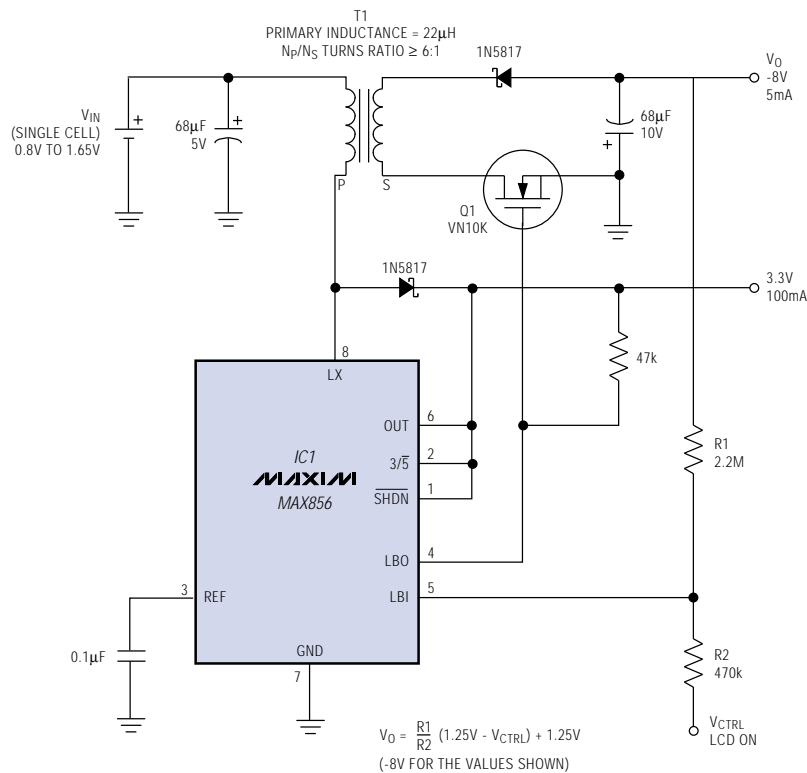 T1
PRIMARY INDUCTANCE = 22µH
NP/NS TURNS RATIO ≥ 6:1
1N5817
VO
-8V
5mA
VIN
(SINGLE CELL)
0.8V TO 1.65V
+
68µF
5V
+
68µF
10V
+
P
S
Q1
VN10K
1N5817
3.3V
100mA
8
LX
47k
OUT
6
3/5
2
SHDN
1
IC1
MAXIM
MAX856
R1
2.2M
LBO
4
LBI
5
3
REF
0.1µF
GND
7
R2
470k
VCTRL
LCD ON
VO = R1/R2 (1.25V - VCTRL) + 1.25V
(-8V FOR THE VALUES SHOWN)